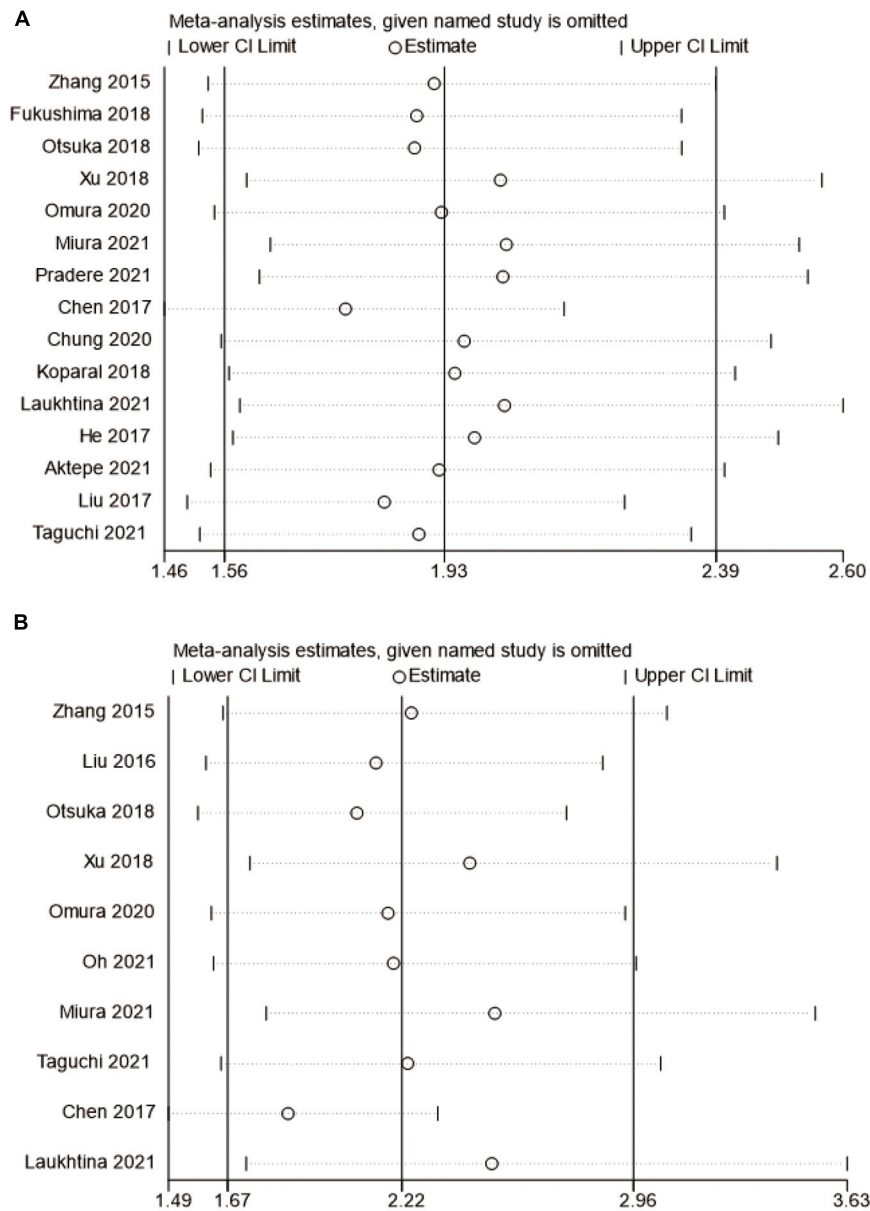 A
Meta-analysis estimates, given named study is omitted
| Lower CI Limit ○Estimate | Upper CI Limit
Zhang 2015
Fukushima 2018
Otsuka 2018
Xu 2018
Omura 2020
Miura 2021
Pradere 2021
Chen 2017
Chung 2020
Koparal 2018
Laukhtina 2021
He 2017
Aktepe 2021
Liu 2017
Taguchi 2021
1.46 1.56 1.93 2.39 2.60
B
Meta-analysis estimates, given named study is omitted
| Lower CI Limit ○Estimate | Upper CI Limit
Zhang 2015
Liu 2016
Otsuka 2018
Xu 2018
Omura 2020
Oh 2021
Miura 2021
Taguchi 2021
Chen 2017
Laukhtina 2021
1.49 1.67 2.22 2.96 3.63